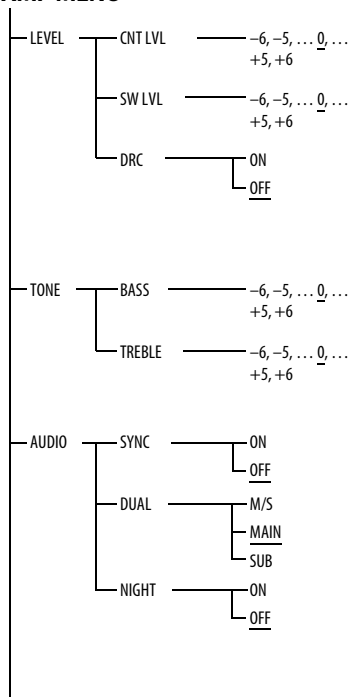 LEVEL CNT LVL –6, –5, … 0, …
+5, +6
SW LVL –6, –5, … 0, …
+5, +6
DRC ON
OFF
TONE BASS –6, –5, … 0, …
+5, +6
TREBLE –6, –5, … 0, …
+5, +6
AUDIO SYNC ON
OFF
DUAL M/S
MAIN
SUB
NIGHT ON
OFF